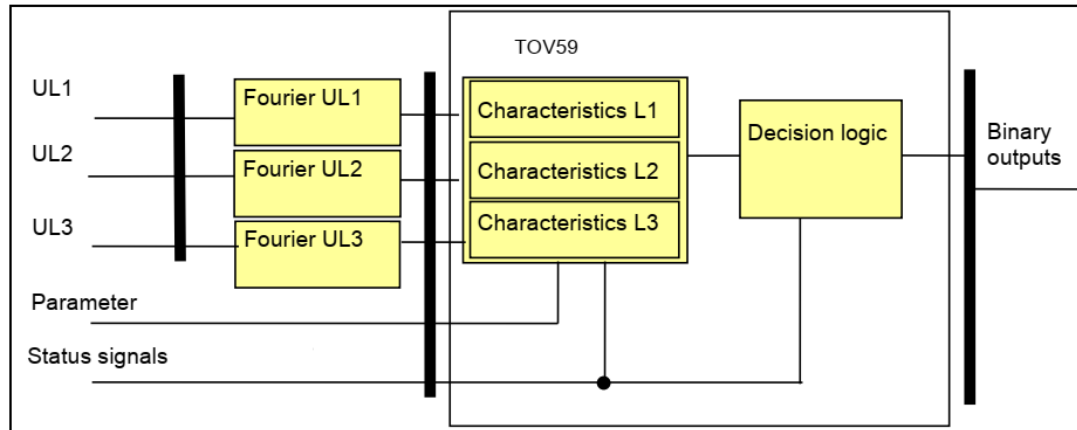 TOV59
UL1
Fourier UL1
Characteristics L1
Decision logic
Binary
outputs
UL2
Fourier UL2
Characteristics L2
UL3
Fourier UL3
Characteristics L3
Parameter
Status signals